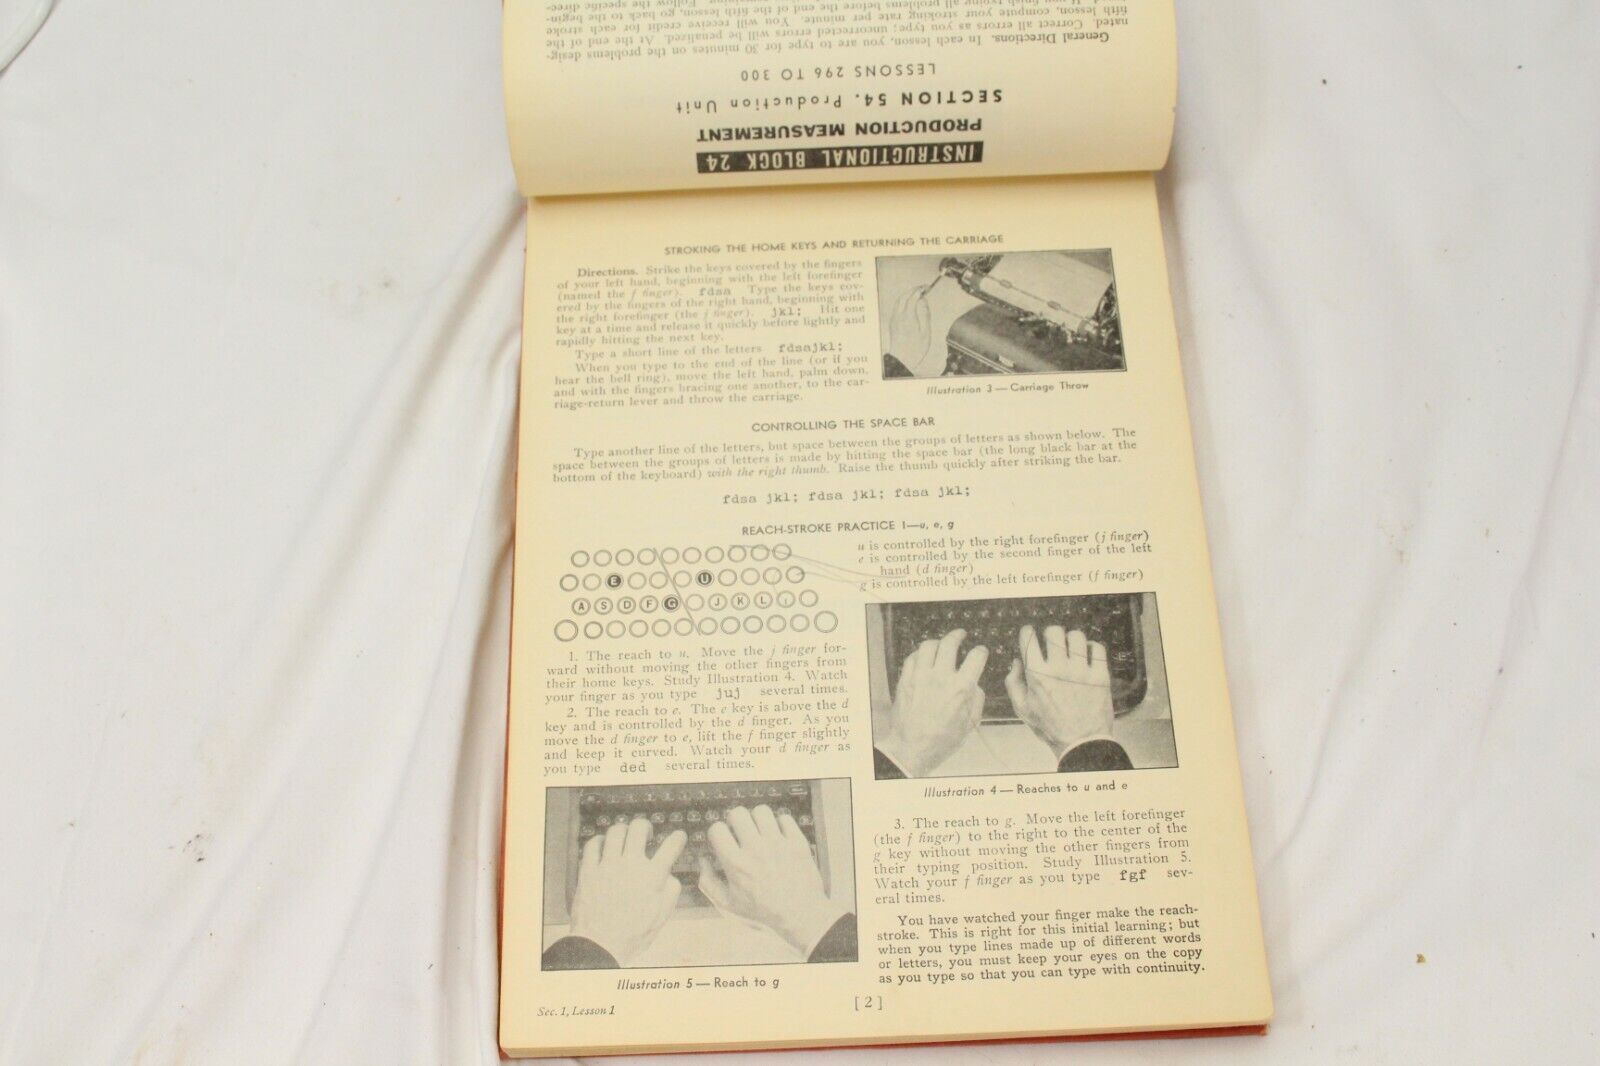 INSTRUCTIONAL BLOCK 24
PRODUCTION MEASUREMENT
SECTION 54. Production Unit
LESSONS 296 TO 300
General Directions. In each lesson, you are to type for 30 minutes on the problems desig-
nated. Correct all errors as you type; uncorrected errors will be penalized. At the end of the
fifth lesson, compute your stroking rate per minute. You will receive credit for each stroke
If you finish typing all problems before the end of the fifth lesson, go back to the begin-
Follow the specific direc-
STROKING THE HOME KEYS AND RETURNING THE CARRIAGE
Directions. Strike the keys covered by the fingers
of your left hand, beginning with the left forefinger
(named the f finger). fdsa Type the keys cov-
ered by the fingers of the right hand, beginning with
the right forefinger (the j finger). jkl; Hit one
key at a time and release it quickly before lightly and
rapidly hitting the next key.
Type a short line of the letters fdsajkl;
When you type to the end of the line (or if you
hear the bell ring), move the left hand, palm down,
and with the fingers bracing one another, to the car-
riage-return lever and throw the carriage.
Illustration 3 — Carriage Throw
CONTROLLING THE SPACE BAR
Type another line of the letters, but space between the groups of letters as shown below. The
space between the groups of letters is made by hitting the space bar (the long black bar at the
bottom of the keyboard) with the right thumb. Raise the thumb quickly after striking the bar.
fdsa jkl; fdsa jkl; fdsa jkl;
REACH-STROKE PRACTICE I—u, e, g
E U
A S D F G J K L ;
u is controlled by the right forefinger (j finger)
e is controlled by the second finger of the left
hand (d finger)
g is controlled by the left forefinger (f finger)
1. The reach to u. Move the j finger for-
ward without moving the other fingers from
their home keys. Study Illustration 4. Watch
your finger as you type juj several times.
2. The reach to e. The e key is above the d
key and is controlled by the d finger. As you
move the d finger to e, lift the f finger slightly
and keep it curved. Watch your d finger as
you type ded several times.
Illustration 4 — Reaches to u and e
Illustration 5 — Reach to g
3. The reach to g. Move the left forefinger
(the f finger) to the right to the center of the
g key without moving the other fingers from
their typing position. Study Illustration 5.
Watch your f finger as you type fgf sev-
eral times.
You have watched your finger make the reach-
stroke. This is right for this initial learning; but
when you type lines made up of different words
or letters, you must keep your eyes on the copy
as you type so that you can type with continuity.
Sec. 1, Lesson 1
[ 2 ]